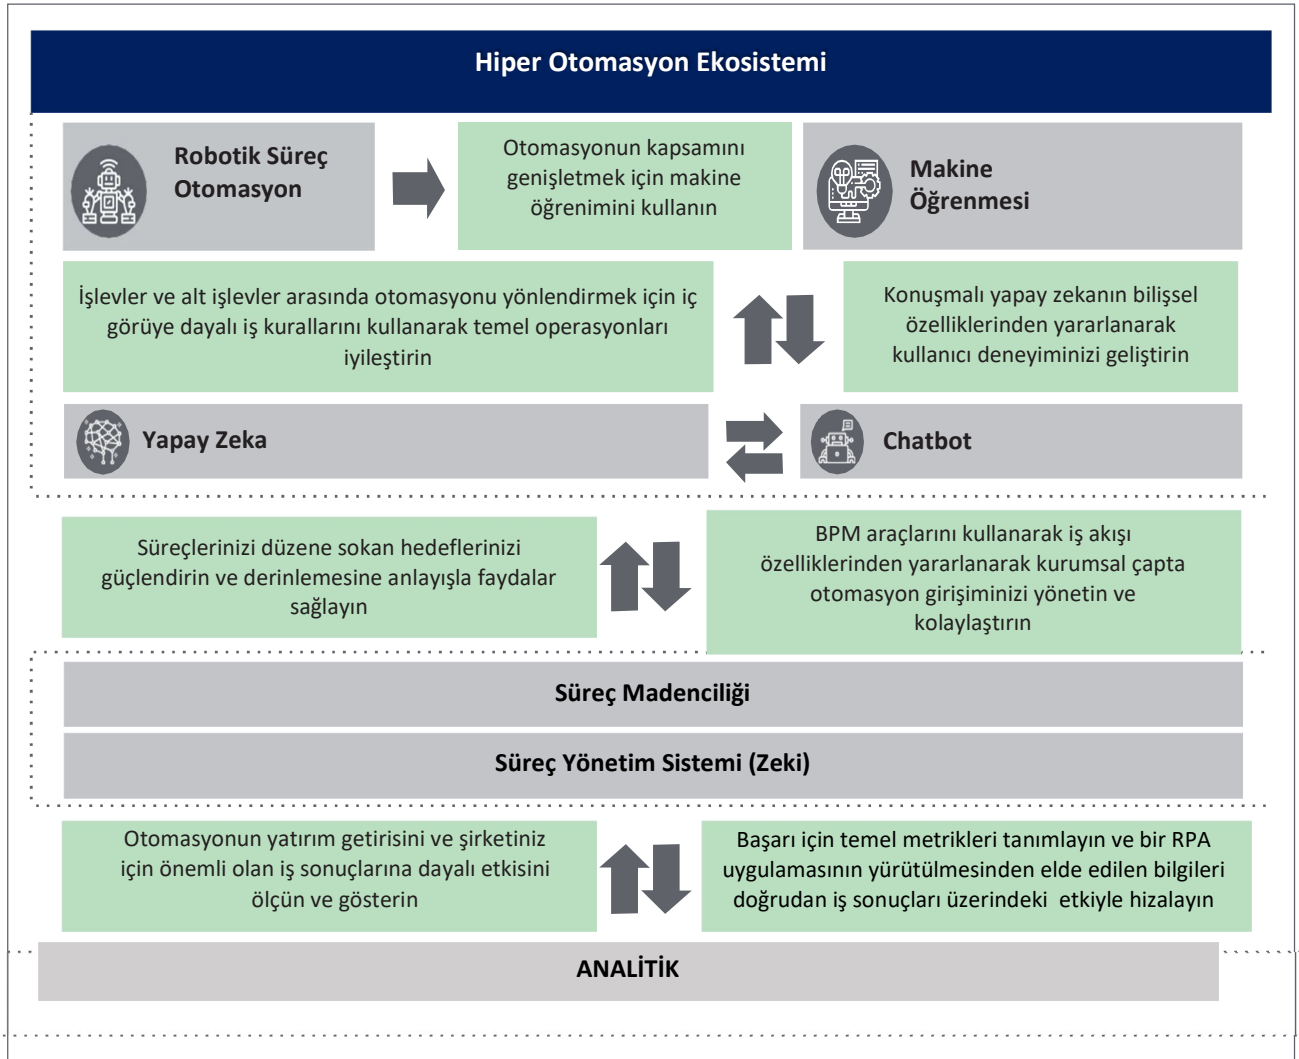 Hiper Otomasyon Ekosistemi
Robotik Süreç
Otomasyon
Otomasyonun kapsamını
genişletmek için makine
öğrenimini kullanın
Makine
Öğrenmesi
İşlevler ve alt işlevler arasında otomasyonu yönlendirmek için iç
görüye dayalı iş kurallarını kullanarak temel operasyonları
iyileştirin
Konuşmalı yapay zekanın bilişsel
özelliklerinden yararlanarak
kullanıcı deneyiminizi geliştirin
Yapay Zeka
Chatbot
Süreçlerinizi düzene sokan hedeflerinizi
güçlendirin ve derinlemesine anlayışla faydalar
sağlayın
BPM araçlarını kullanarak iş akışı
özelliklerinden yararlanarak kurumsal çapta
otomasyon girişiminizi yönetin ve
kolaylaştırın
Süreç Madenciliği
Süreç Yönetim Sistemi (Zeki)
Otomasyonun yatırım getirisini ve şirketiniz
için önemli olan iş sonuçlarına dayalı etkisini
ölçün ve gösterin
Başarı için temel metrikleri tanımlayın ve bir RPA
uygulamasının yürütülmesinden elde edilen bilgileri
doğrudan iş sonuçları üzerindeki etkiyle hizalayın
ANALİTİK